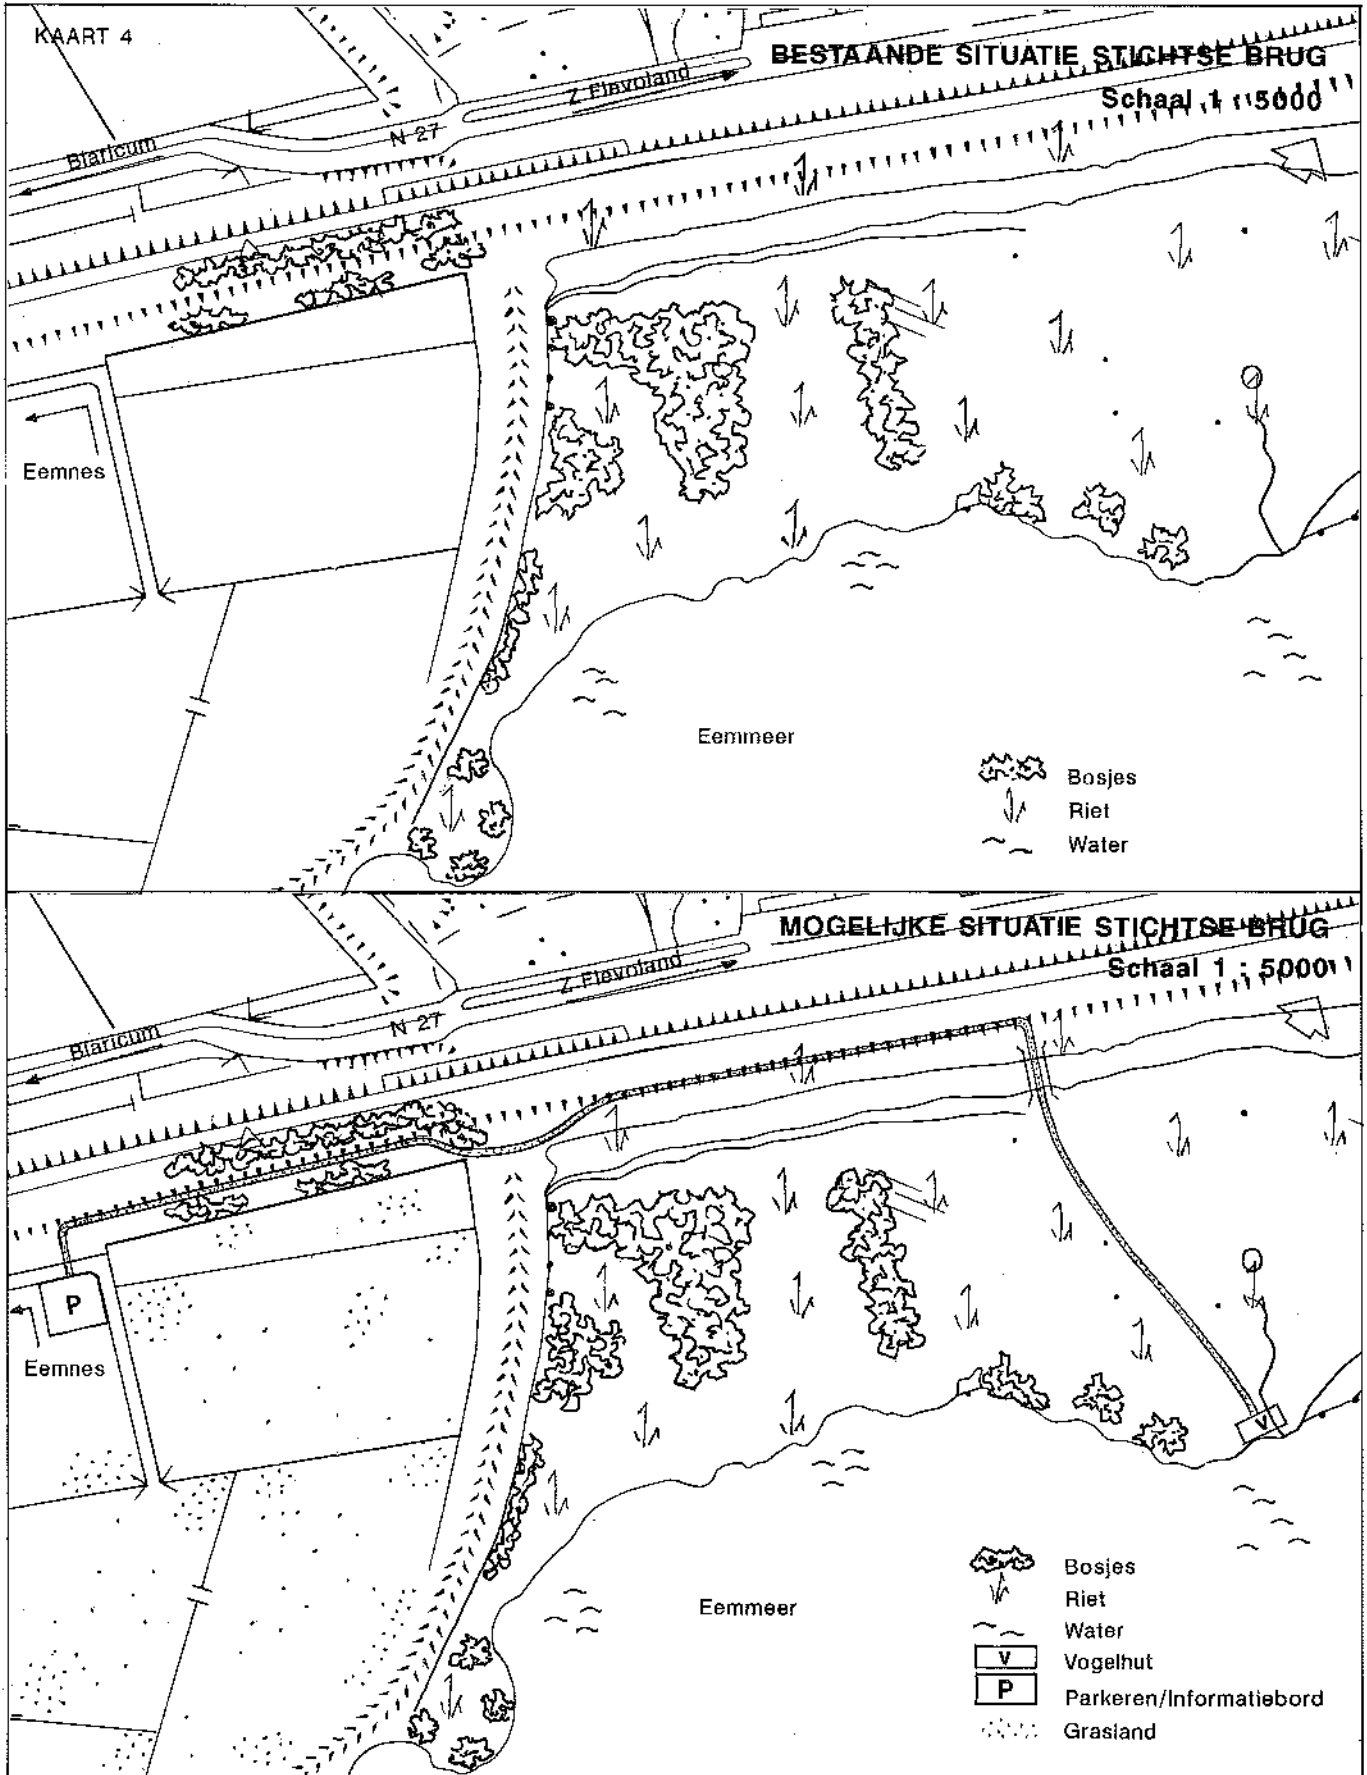 KAART 4
BESTAANDE SITUATIE STICHTSE BRUG
Schaal 1 : 5000
Z Flevoland
N 27
Blaricum
Eemnes
Eemmeer
Bosjes
Riet
Water
MOGELIJKE SITUATIE STICHTSE BRUG
Schaal 1 : 5000
Z Flevoland
N 27
Blaricum
P
Eemnes
V
Eemmeer
Bosjes
Riet
Water
V Vogelhut
P Parkeren/Informatiebord
Grasland